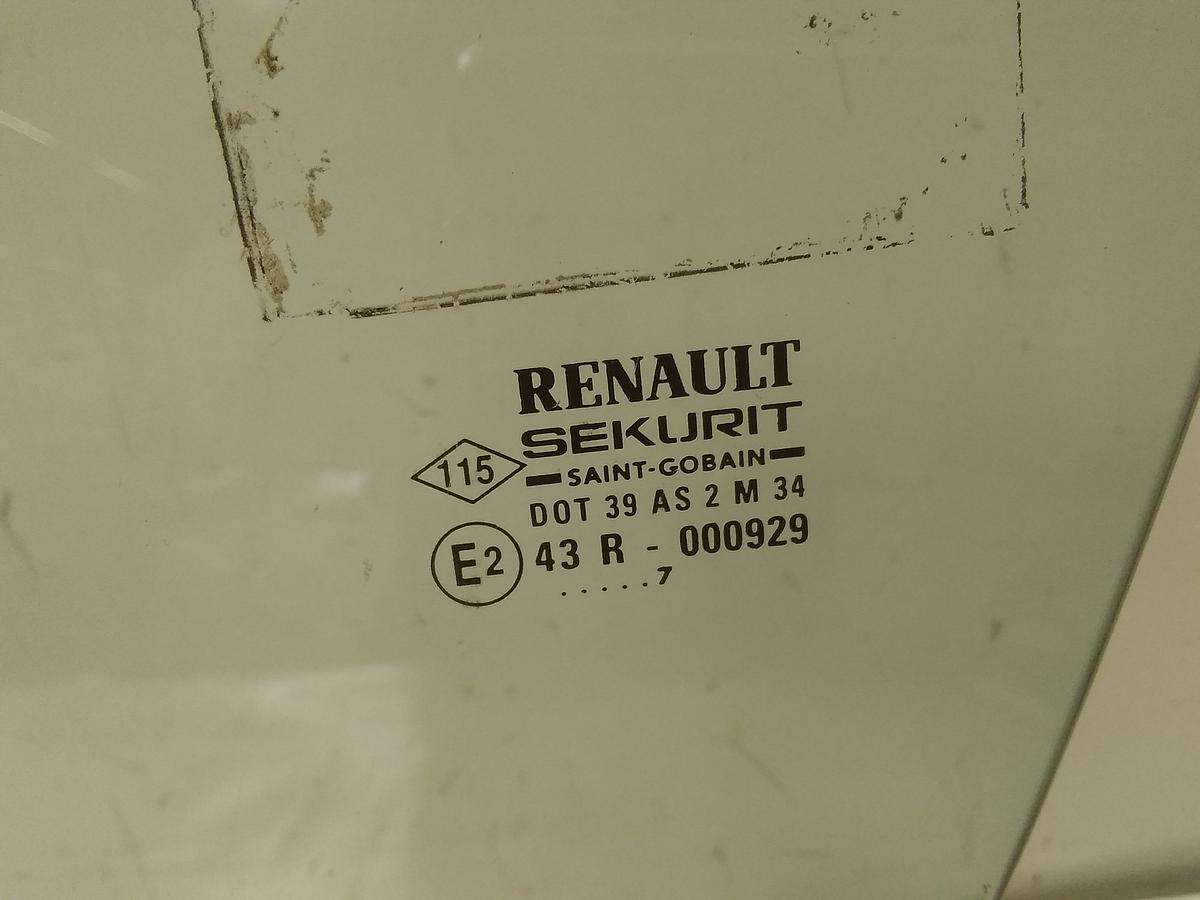 RENAULT
SEKURIT
115
SAINT-GOBAIN
DOT 39 AS 2 M 34
E2 43 R - 000929
.....7